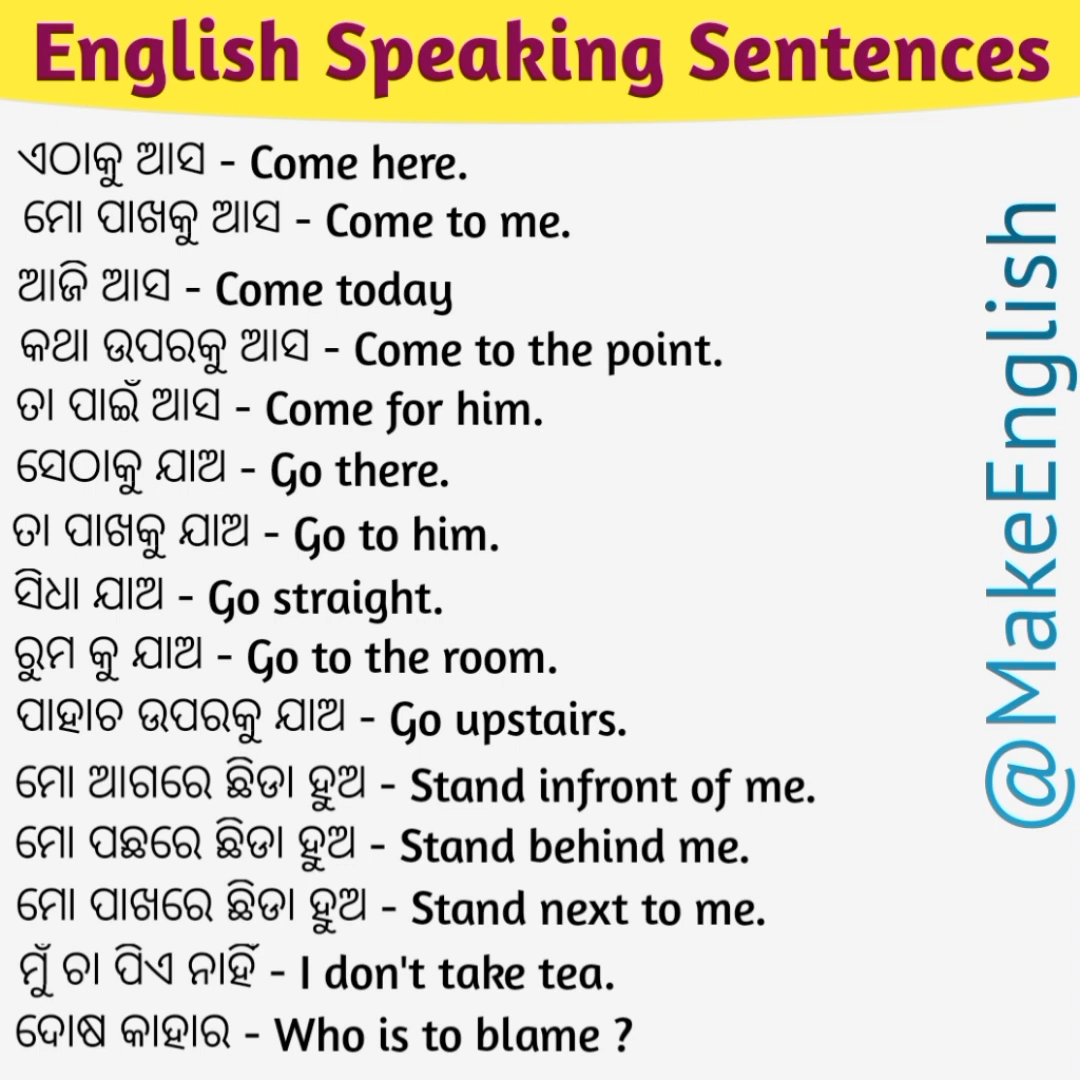 English Speaking Sentences
ଏଠାକୁ ଆସ - Come here.
ମୋ ପାଖକୁ ଆସ - Come to me.
ଆଜି ଆସ - Come today
କଥା ଉପରକୁ ଆସ - Come to the point.
ତା ପାଇଁ ଆସ - Come for him.
ସେଠାକୁ ଯାଅ - Go there.
ତା ପାଖକୁ ଯାଅ - Go to him.
ସିଧା ଯାଅ - Go straight.
ରୁମ କୁ ଯାଅ - Go to the room.
ପାହାଚ ଉପରକୁ ଯାଅ - Go upstairs.
ମୋ ଆଗରେ ଛିଡା ହୁଅ - Stand infront of me.
ମୋ ପଛରେ ଛିଡା ହୁଅ - Stand behind me.
ମୋ ପାଖରେ ଛିଡା ହୁଅ - Stand next to me.
ମୁଁ ଚା ପିଏ ନାହିଁ - I don't take tea.
ଦୋଷ କାହାର - Who is to blame ?
@MakeEnglish